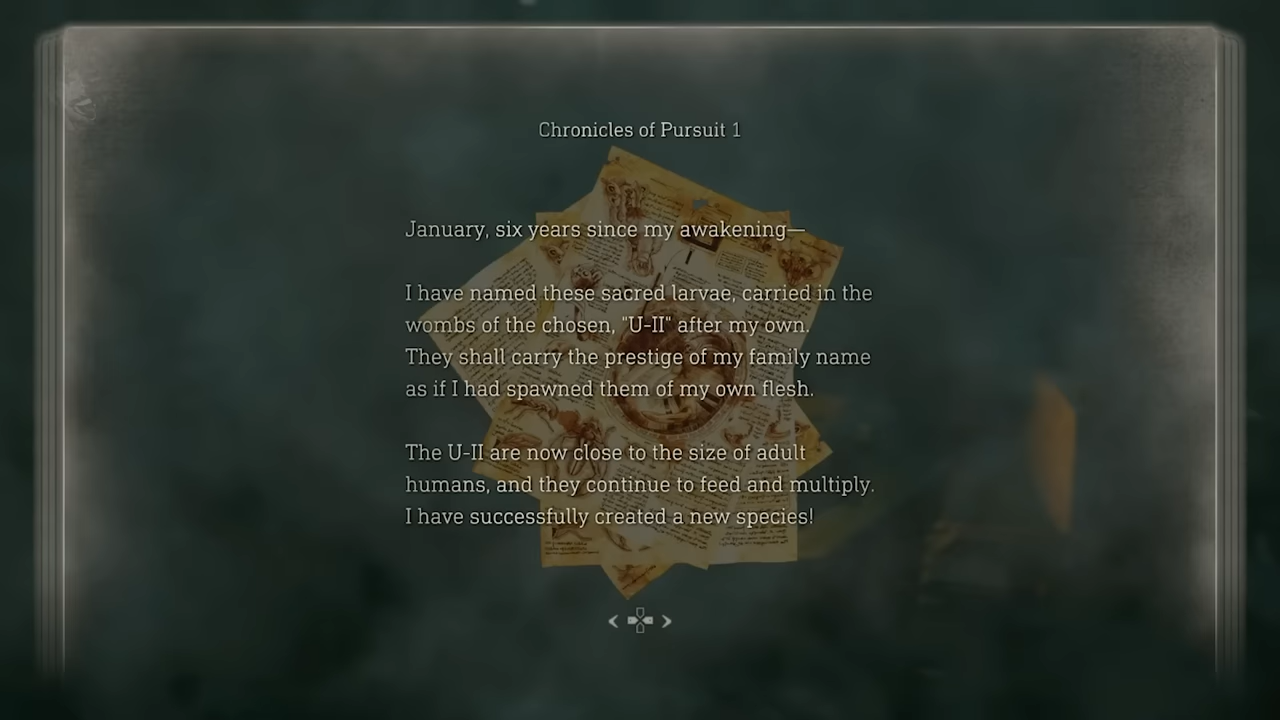 Chronicles of Pursuit 1
January, six years since my awakening—
I have named these sacred larvae, carried in the
wombs of the chosen, "U-II" after my own.
They shall carry the prestige of my family name
as if I had spawned them of my own flesh.
The U-II are now close to the size of adult
humans, and they continue to feed and multiply.
I have successfully created a new species!